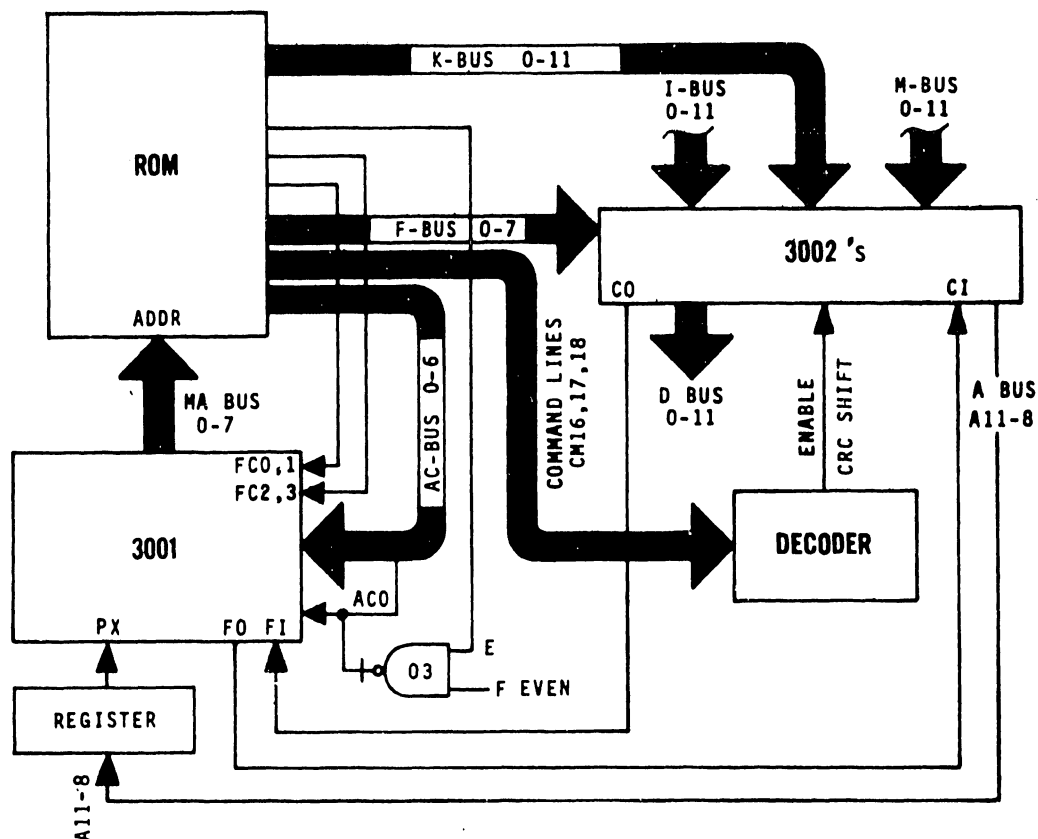 K-BUS 0-11
I-BUS
0-11
M-BUS
0-11
ROM
F-BUS 0-7
3002 's
CO
CI
ADDR
MA BUS
0-7
AC-BUS 0-6
COMMAND LINES
CM16,17,18
D BUS
0-11
ENABLE
CRC SHIFT
A BUS
A11-8
FC0,1
FC2,3
3001
DECODER
AC0
PX
FO
FI
E
03
F EVEN
REGISTER
A11-8